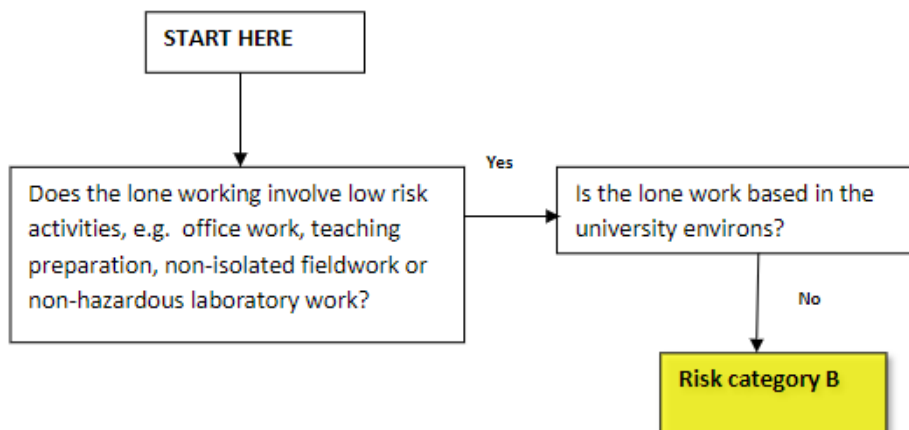 START HERE
Yes
Does the lone working involve low risk
activities, e.g. office work, teaching
preparation, non-isolated fieldwork or
non-hazardous laboratory work?
Is the lone work based in the
university environs?
No
Risk category B